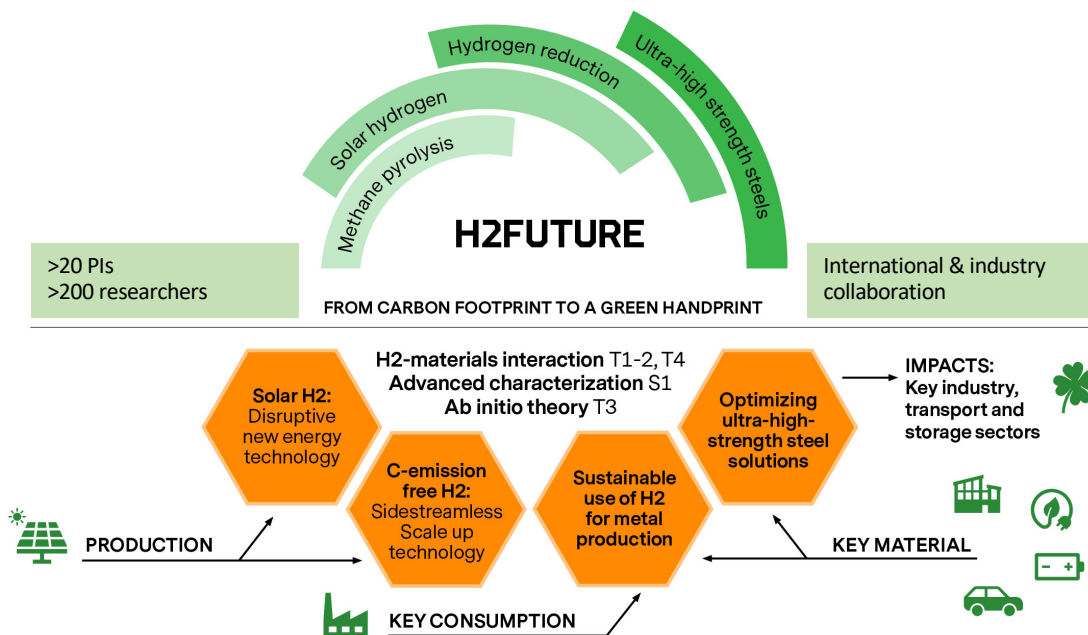 Ultra-high strength steels
Hydrogen reduction
Solar hydrogen
Methane pyrolysis
H2FUTURE
>20 PIs
>200 researchers
International & industry
collaboration
FROM CARBON FOOTPRINT TO A GREEN HANDPRINT
H2-materials interaction T1-2, T4
Advanced characterization S1
Ab initio theory T3
Solar H2:
Disruptive
new energy
technology
C-emission
free H2:
Sidestreamless
Scale up
technology
Sustainable
use of H2
for metal
production
Optimizing
ultra-high-
strength steel
solutions
IMPACTS:
Key industry,
transport and
storage sectors
PRODUCTION
KEY MATERIAL
KEY CONSUMPTION